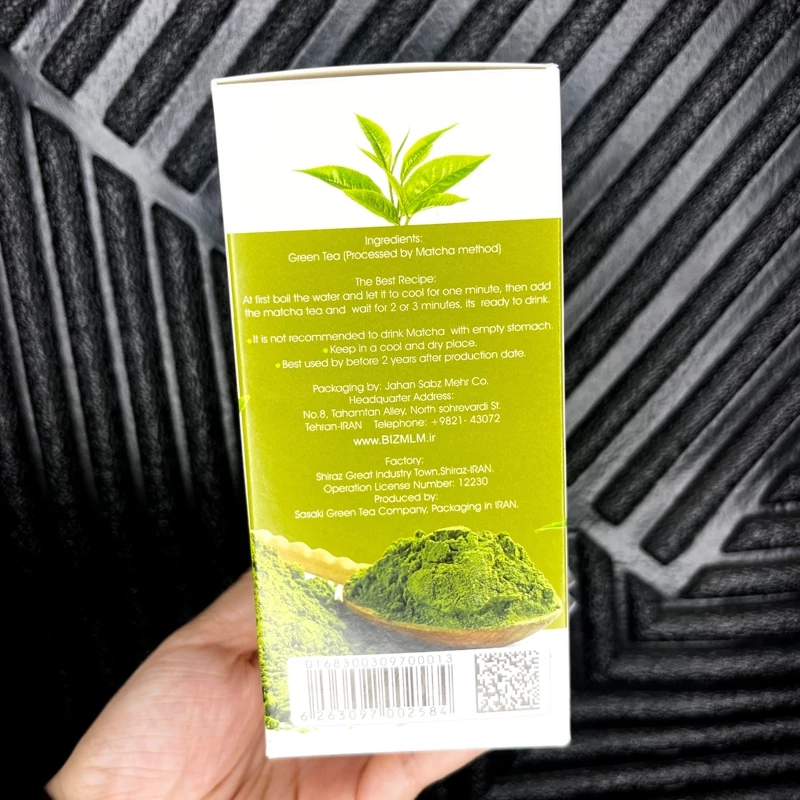 Ingredients:
Green Tea (Processed by Matcha method)
The Best Recipe:
At first boil the water and let it to cool for one minute, then add
the matcha tea and wait for 2 or 3 minutes, its ready to drink.
•It is not recommended to drink Matcha with empty stomach.
•Keep in a cool and dry place.
•Best used by before 2 years after production date.
Packaging by: Jahan Sabz Mehr Co.
Headquarter Address:
No.8, Tahamtan Alley, North sohrevardi St.
Tehran-IRAN Telephone: +9821- 43072
www.BIZMLM.ir
Factory:
Shiraz Great Industry Town,Shiraz-IRAN.
Operation License Number: 12230
Produced by:
Sasaki Green Tea Company, Packaging in IRAN.
0168300309700013
6 263097 002584